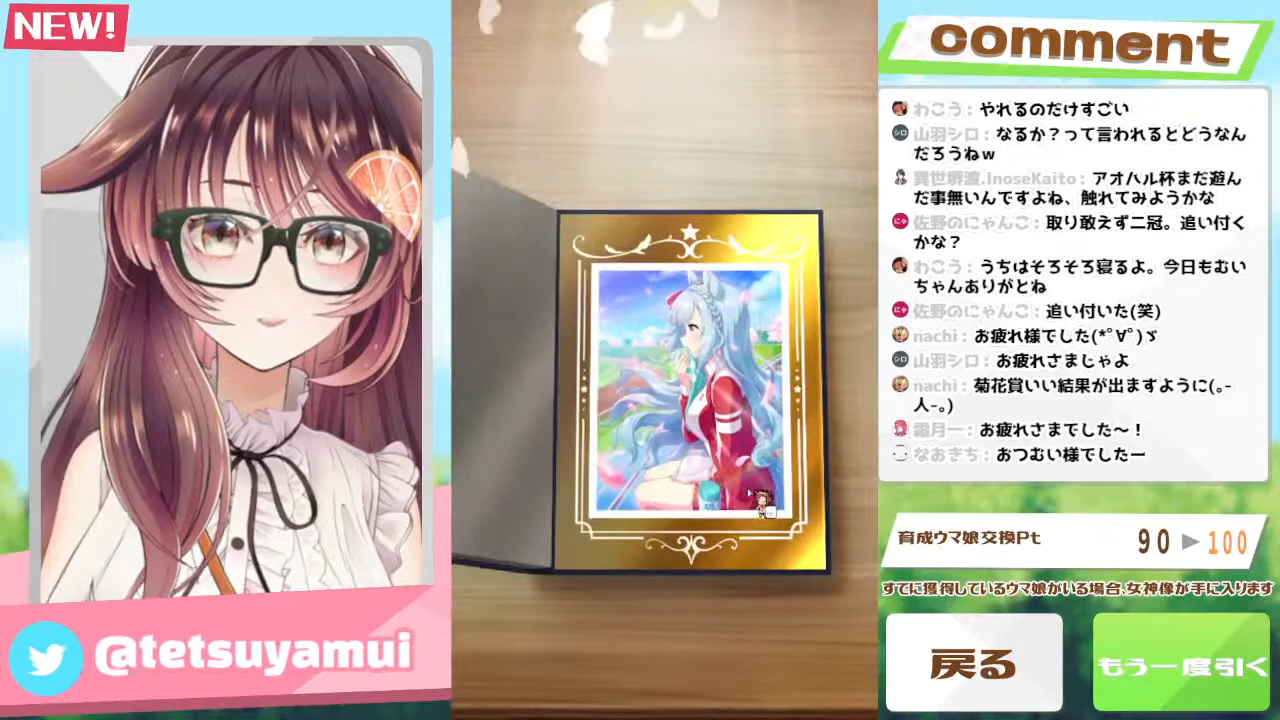 NEW!
@tetsuyamui
comment
わこう: やれるのだけすごい
山羽シロ: なるか？って言われるとどうなん
だろうねw
異世堺渡.InoseKaito: アオハル杯まだ遊ん
だ事無いんですよね、触れてみようかな
佐野のにゃんこ: 取り敢えず二冠。追い付く
かな？
わこう: うちはそろそろ寝るよ。今日もむい
ちゃんありがとね
佐野のにゃんこ: 追い付いた(笑)
nachi: お疲れ様でした(*ﾟ∀ﾟ)ゞ
山羽シロ: お疲れさまじゃよ
nachi: 菊花賞いい結果が出ますように(｡-
人-｡)
霜月一: お疲れさまでした～！
なおきち: おつむい様でしたー
育成ウマ娘交換Pt 90 ▶ 100
すでに獲得しているウマ娘がいる場合、女神像が手に入ります
戻る
もう一度引く